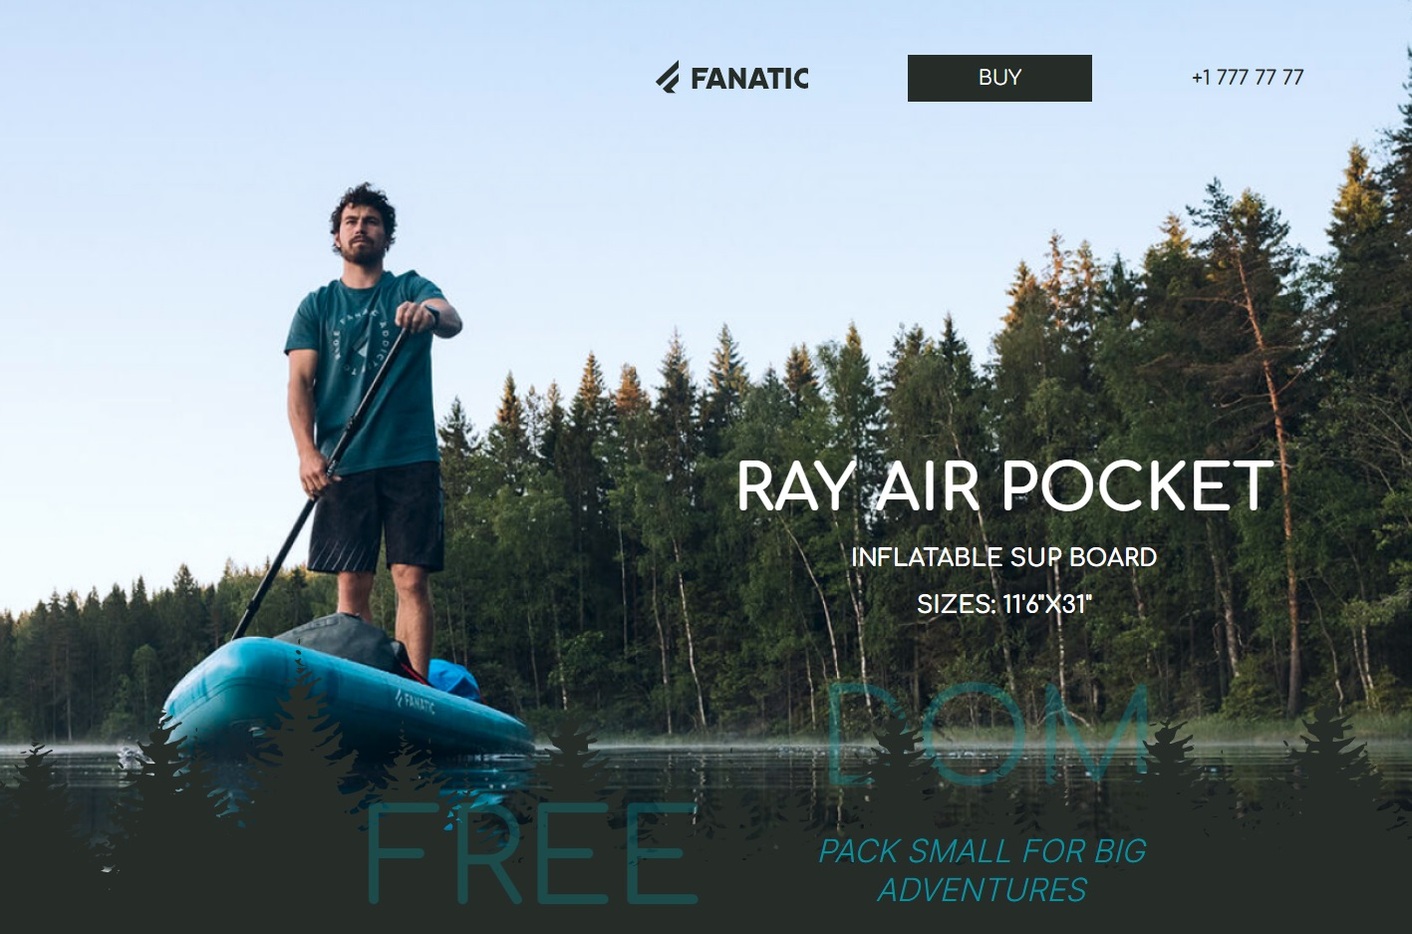 FANATIC
BUY
+1 777 77 77
RAY AIR POCKET
INFLATABLE SUP BOARD
SIZES: 11'6"X31"
FANATIC
DOM
FREE
PACK SMALL FOR BIG
ADVENTURES